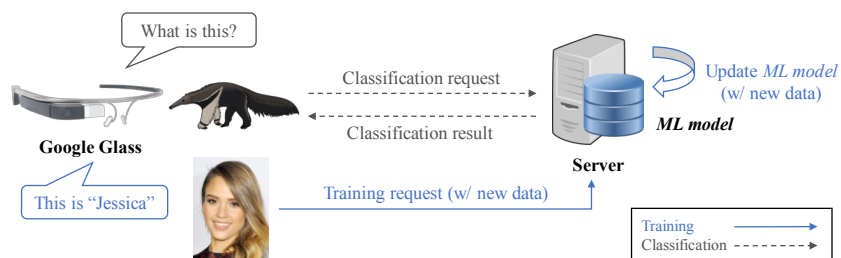 What is this?
Classification request
Classification result
Update ML model
(w/ new data)
ML model
Google Glass
Server
This is “Jessica”
Training request (w/ new data)
Training
Classification